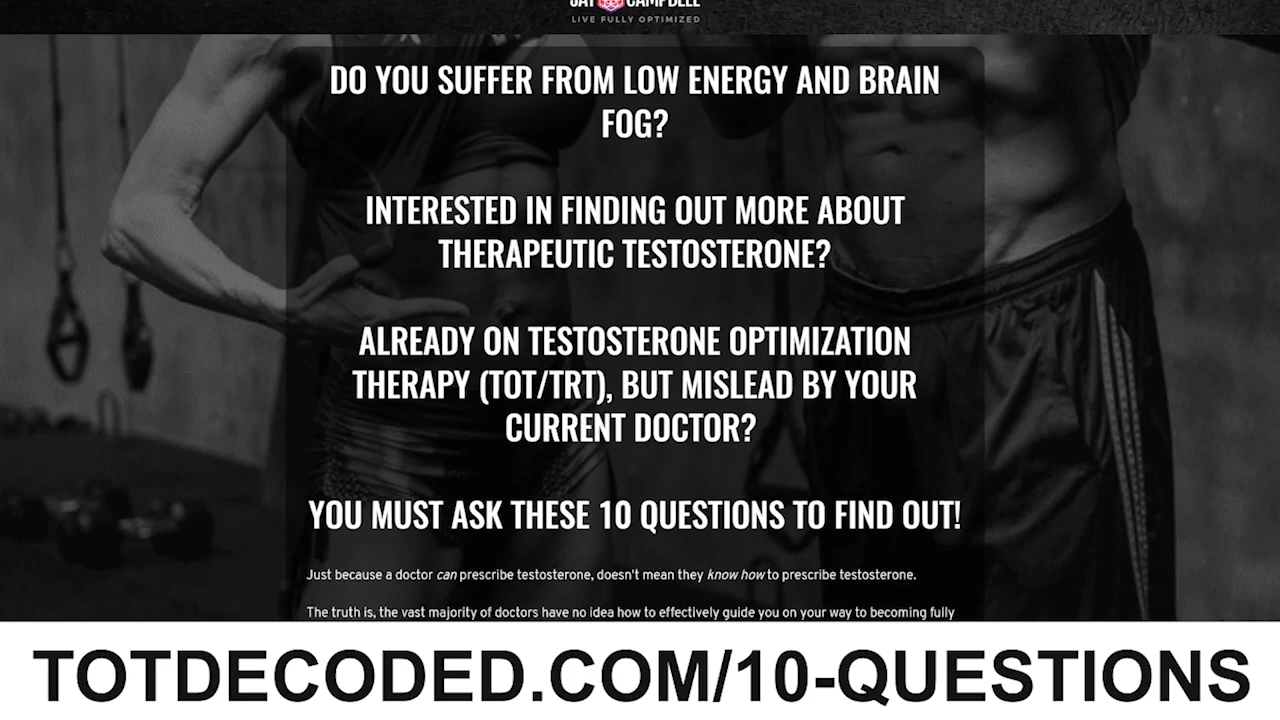 JAY CAMPBELL
LIVE FULLY OPTIMIZED
DO YOU SUFFER FROM LOW ENERGY AND BRAIN
FOG?
INTERESTED IN FINDING OUT MORE ABOUT
THERAPEUTIC TESTOSTERONE?
ALREADY ON TESTOSTERONE OPTIMIZATION
THERAPY (TOT/TRT), BUT MISLEAD BY YOUR
CURRENT DOCTOR?
YOU MUST ASK THESE 10 QUESTIONS TO FIND OUT!
Just because a doctor can prescribe testosterone, doesn't mean they know how to prescribe testosterone.
The truth is, the vast majority of doctors have no idea how to effectively guide you on your way to becoming fully
TOTDECODED.COM/10-QUESTIONS